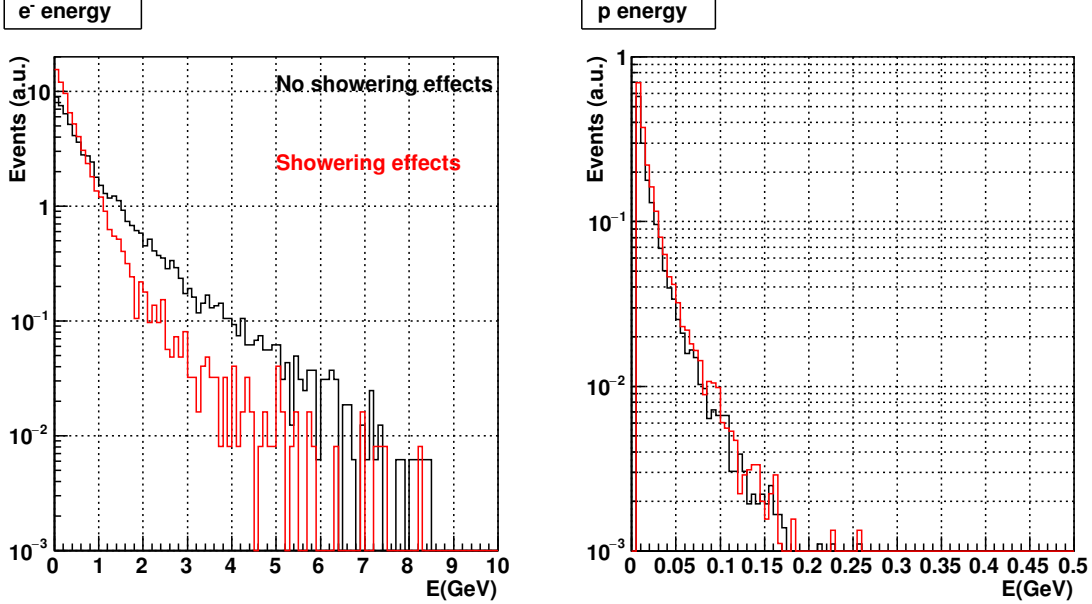 e⁻ energy
Events (a.u.)
10
1
10⁻¹
10⁻²
10⁻³
No showering effects
Showering effects
0 1 2 3 4 5 6 7 8 9 10
E(GeV)
p energy
Events (a.u.)
1
10⁻¹
10⁻²
10⁻³
0 0.05 0.1 0.15 0.2 0.25 0.3 0.35 0.4 0.45 0.5
E(GeV)